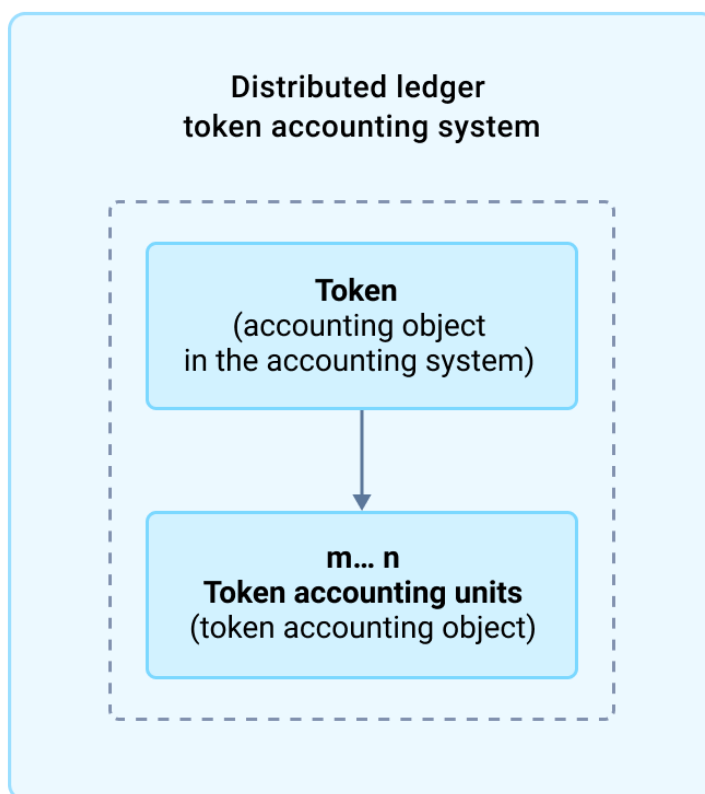 Distributed ledger
token accounting system
Token
(accounting object
in the accounting system)
m... n
Token accounting units
(token accounting object)